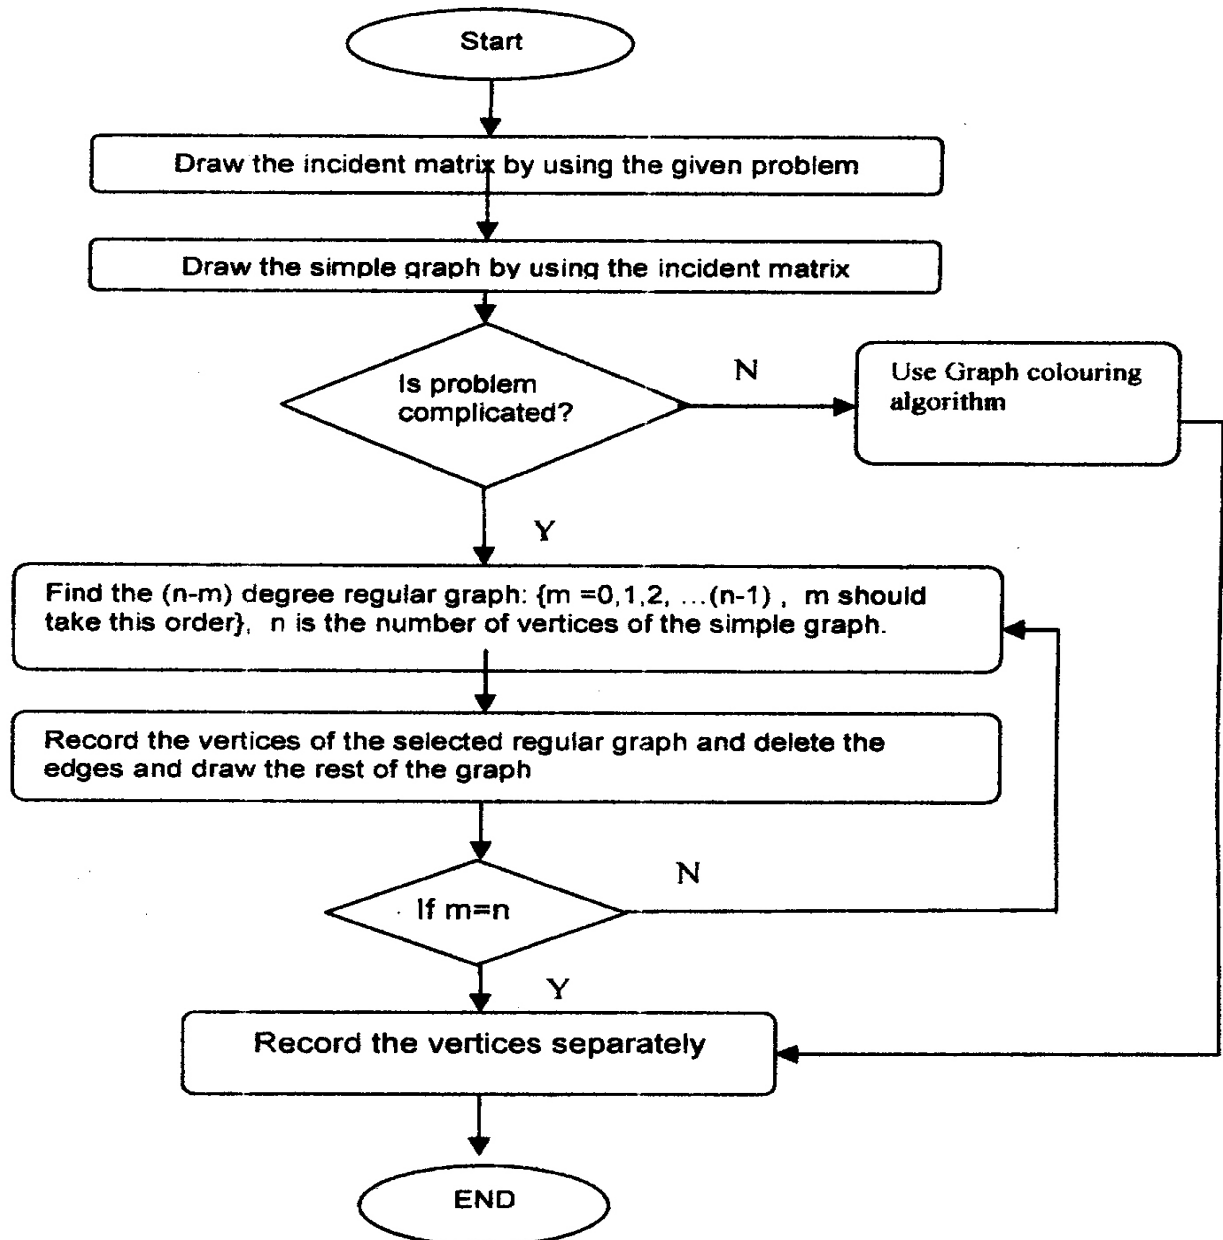 Start
Draw the incident matrix by using the given problem
Draw the simple graph by using the incident matrix
Is problem
complicated?
N
Use Graph colouring
algorithm
Y
Find the (n-m) degree regular graph: {m =0,1,2, ...(n-1) , m should
take this order}, n is the number of vertices of the simple graph.
Record the vertices of the selected regular graph and delete the
edges and draw the rest of the graph
If m=n
N
Y
Record the vertices separately
END